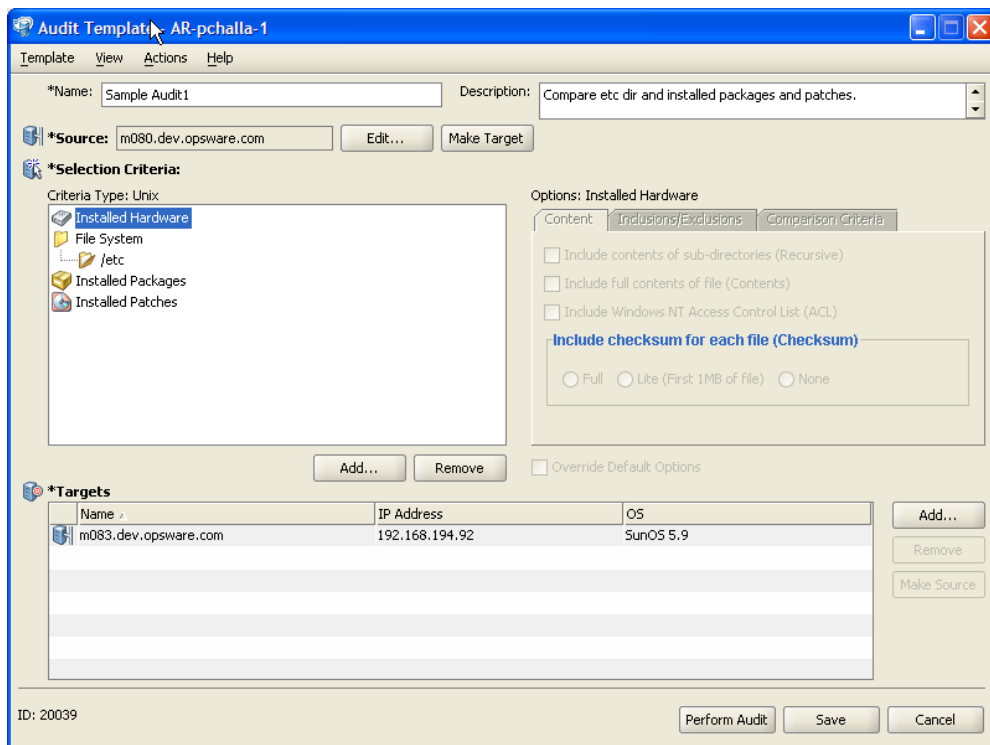 Audit Template - AR-pchalla-1
Template View Actions Help
*Name: Sample Audit1 Description: Compare etc dir and installed packages and patches.
*Source: m080.dev.opsware.com Edit... Make Target
*Selection Criteria:
Criteria Type: Unix
Installed Hardware
File System
/etc
Installed Packages
Installed Patches
Add... Remove
Options: Installed Hardware
Content Inclusions/Exclusions Comparison Criteria
Include contents of sub-directories (Recursive)
Include full contents of file (Contents)
Include Windows NT Access Control List (ACL)
Include checksum for each file (Checksum)
Full Lite (First 1MB of file) None
Override Default Options
*Targets
Name IP Address OS
m083.dev.opsware.com 192.168.194.92 SunOS 5.9
Add...
Remove
Make Source
ID: 20039
Perform Audit Save Cancel